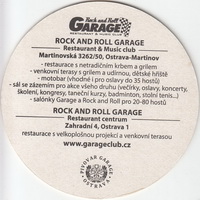 Rock and Roll
GARAGE
RESTAURANT & MUSIC CLUB
ROCK AND ROLL GARAGE
Restaurant & Music club
Martinovská 3262/50, Ostrava-Martinov
- restaurace s netradičním krbem a grilem
- venkovní terasy s grilem a udírnou, dětské hřiště
- motobar (vhodné i pro oslavy do 35 hostů)
- sál se zázemím pro akce všeho druhu (večírky, oslavy, koncerty,
školení, kongresy, taneční kurzy, badminton, stolní tenis...)
- salónky Garage a Rock and Roll pro 20-80 hostů
ROCK AND ROLL GARAGE
Restaurant centrum
Zahradní 4, Ostrava 1
- restaurace s velkoplošnou projekcí a venkovní terasou
www.garageclub.cz
PIVOVAR GARÁŽ
OSTRAVA